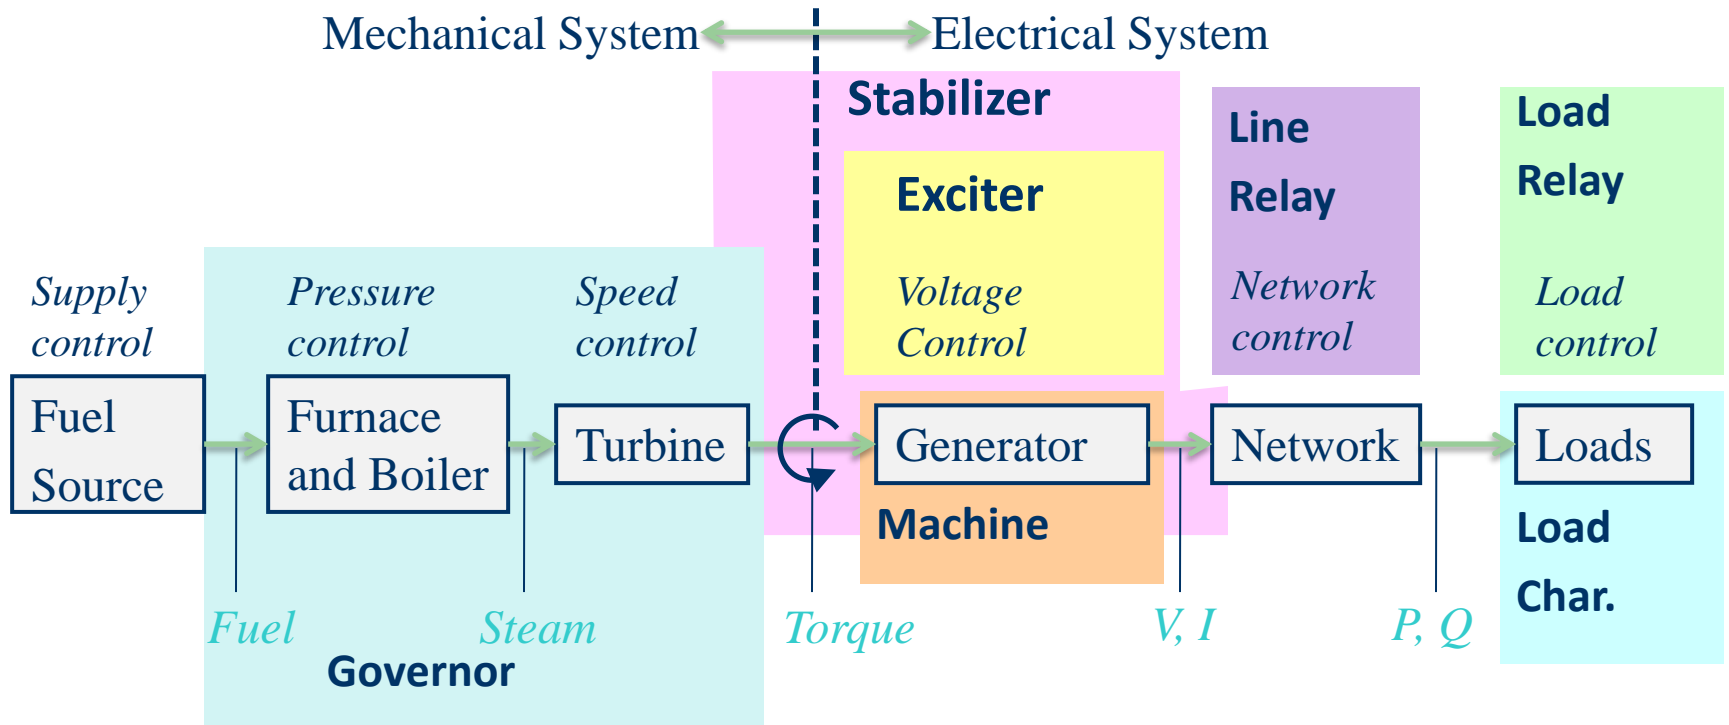 Mechanical System
Electrical System
Stabilizer
Exciter
Line
Relay
Load
Relay
Supply
control
Pressure
control
Speed
control
Voltage
Control
Network
control
Load
control
Fuel
Source
Furnace
and Boiler
Turbine
Generator
Network
Loads
Machine
Load
Char.
Fuel
Steam
Torque
V, I
P, Q
Governor